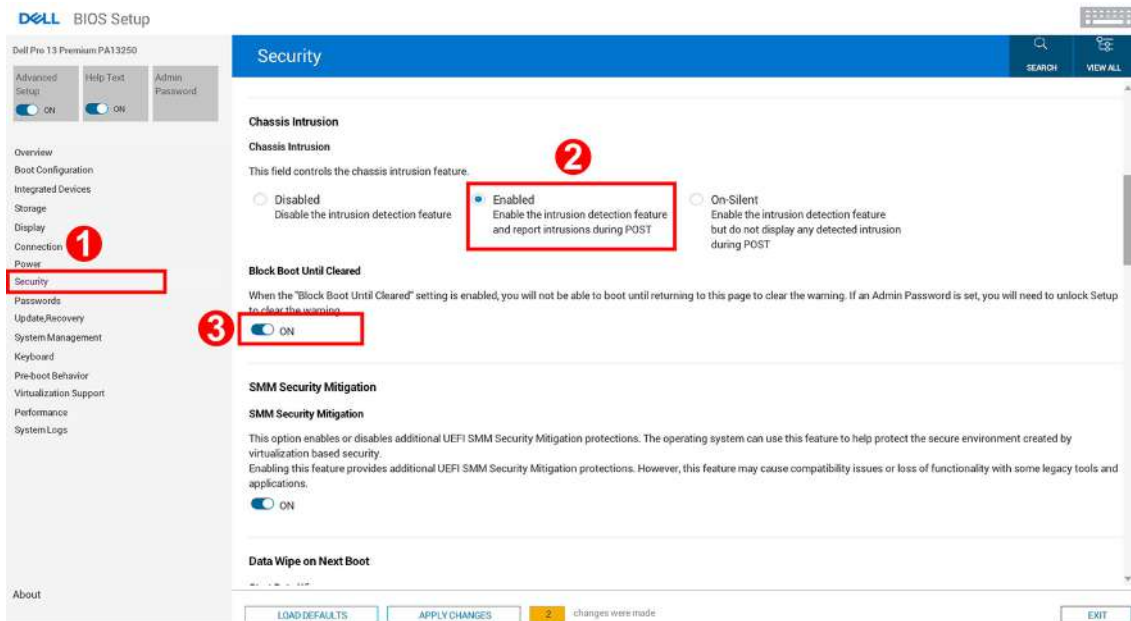 DELL BIOS Setup
Dell Pro 13 Premium PA13250
Advanced Setup
ON
Help Text
ON
Admin Password
Overview
Boot Configuration
Integrated Devices
Storage
Display
Connection
1
Power
Security
Passwords
Update,Recovery
System Management
Keyboard
Pre-boot Behavior
Virtualization Support
Performance
System Logs
About
Security
SEARCH
VIEW ALL
Chassis Intrusion
Chassis Intrusion
2
This field controls the chassis intrusion feature.
Disabled
Disable the intrusion detection feature
Enabled
Enable the intrusion detection feature
and report intrusions during POST
On-Silent
Enable the intrusion detection feature
but do not display any detected intrusion
during POST
Block Boot Until Cleared
When the "Block Boot Until Cleared" setting is enabled, you will not be able to boot until returning to this page to clear the warning. If an Admin Password is set, you will need to unlock Setup
to clear the warning
3
ON
SMM Security Mitigation
SMM Security Mitigation
This option enables or disables additional UEFI SMM Security Mitigation protections. The operating system can use this feature to help protect the secure environment created by
virtualization based security.
Enabling this feature provides additional UEFI SMM Security Mitigation protections. However, this feature may cause compatibility issues or loss of functionality with some legacy tools and
applications.
ON
Data Wipe on Next Boot
LOAD DEFAULTS
APPLY CHANGES
2 changes were made
EXIT